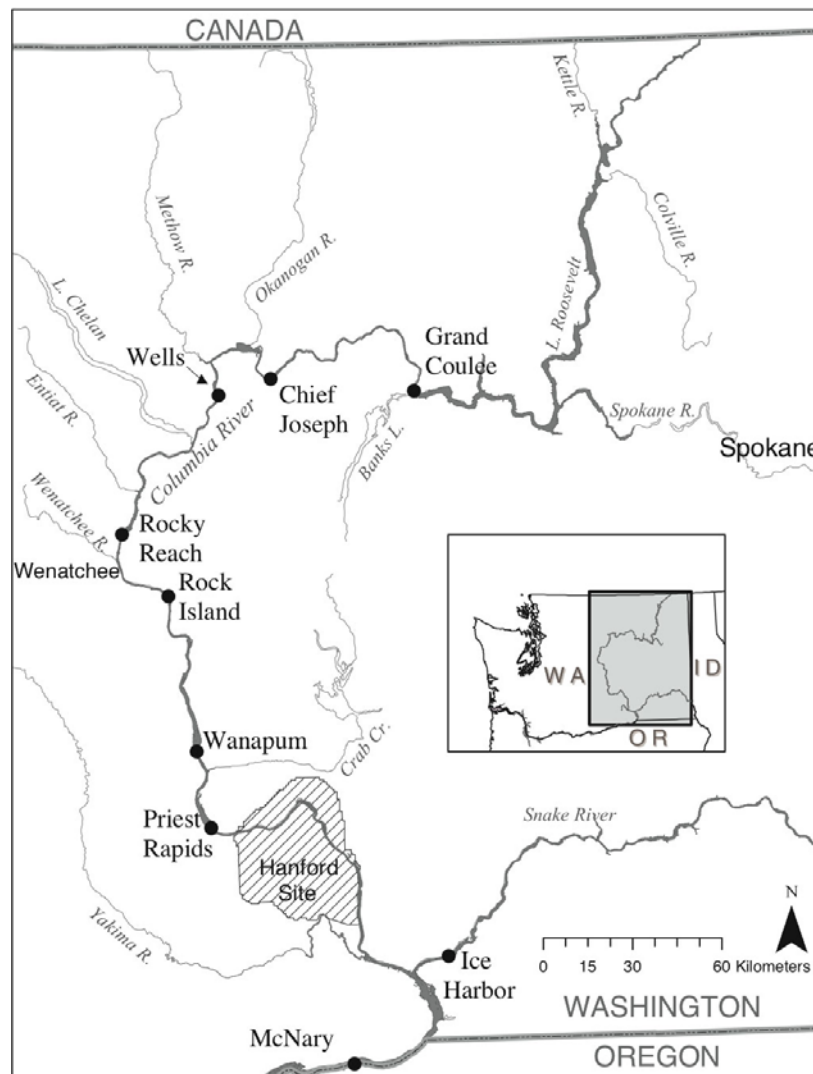 CANADA
Kettle R.
Methow R.
Okanogan R.
Colville R.
L. Chelan
L. Roosevelt
Wells
Grand
Coulee
Chief
Joseph
Entiat R.
Columbia River
Banks L.
Spokane R.
Spokane
Wenatchee R.
Rocky
Reach
Wenatchee
Rock
Island
WA
ID
OR
Wanapum
Crab Cr.
Priest
Rapids
Snake River
Hanford
Site
Yakima R.
N
Ice
Harbor
0 15 30 60 Kilometers
WASHINGTON
McNary
OREGON